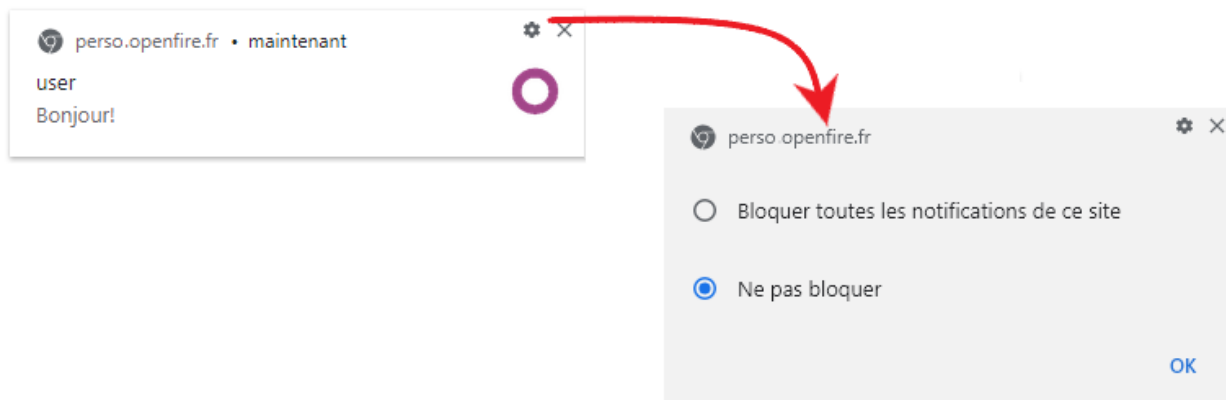 perso.openfire.fr • maintenant
user
Bonjour!
perso.openfire.fr
Bloquer toutes les notifications de ce site
Ne pas bloquer
OK